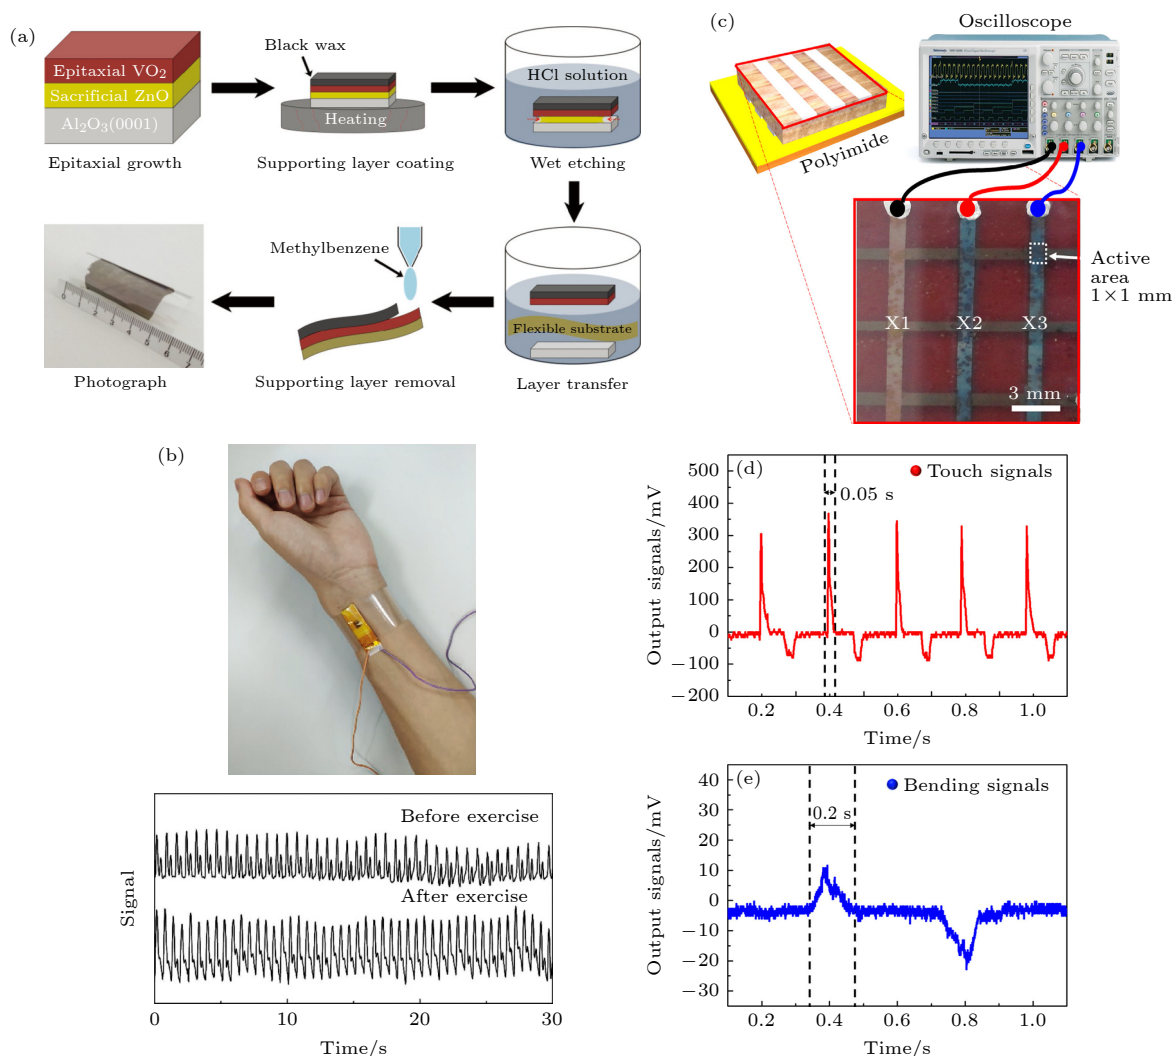 (a)
Epitaxial VO2
Sacrificial ZnO
Al2O3(0001)
Epitaxial growth
Black wax
Heating
Supporting layer coating
HCl solution
Wet etching
Photograph
Methylbenzene
Supporting layer removal
Flexible substrate
Layer transfer
(b)
Before exercise
After exercise
Signal
0 10 20 30
Time/s
(c)
Oscilloscope
Polyimide
X1 X2 X3
3 mm
Active
area
1×1 mm
(d)
Touch signals
0.05 s
Output signals/mV
500
400
300
200
100
0
−100
−200
0.2 0.4 0.6 0.8 1.0
Time/s
(e)
Bending signals
0.2 s
Output signals/mV
40
30
20
10
0
−10
−20
−30
0.2 0.4 0.6 0.8 1.0
Time/s